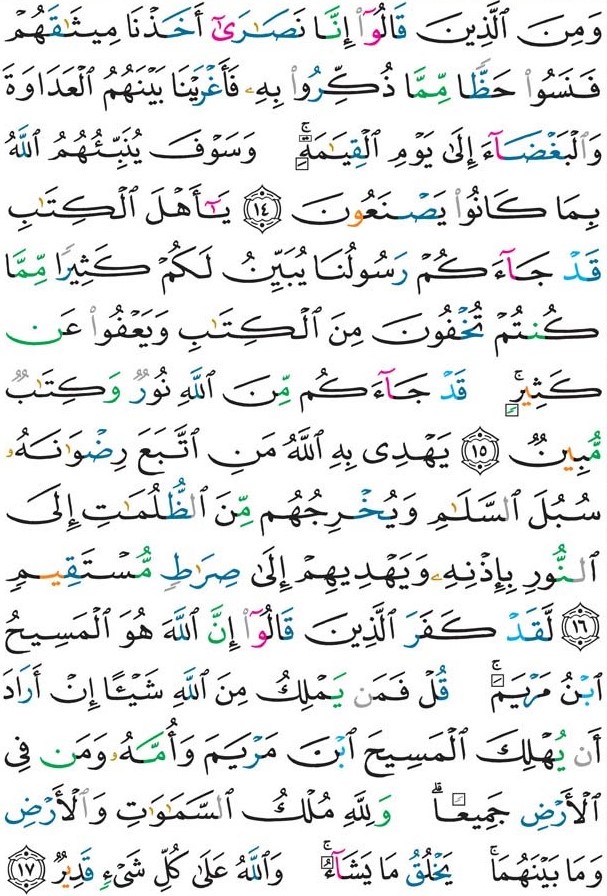 وَمِنَ ٱلَّذِينَ قَالُوٓا۟ إِنَّا نَصَـٰرَىٰٓ أَخَذْنَا مِيثَـٰقَهُمْ
فَنَسُوا۟ حَظًّا مِّمَّا ذُكِّرُوا۟ بِهِۦ فَأَغْرَيْنَا بَيْنَهُمُ ٱلْعَدَاوَةَ
وَٱلْبَغْضَآءَ إِلَىٰ يَوْمِ ٱلْقِيَـٰمَةِ ۚ وَسَوْفَ يُنَبِّئُهُمُ ٱللَّهُ
بِمَا كَانُوا۟ يَصْنَعُونَ ١٤ يَـٰٓأَهْلَ ٱلْكِتَـٰبِ
قَدْ جَآءَكُمْ رَسُولُنَا يُبَيِّنُ لَكُمْ كَثِيرًا مِّمَّا
كُنتُمْ تُخْفُونَ مِنَ ٱلْكِتَـٰبِ وَيَعْفُوا۟ عَن
كَثِيرٍ ۚ قَدْ جَآءَكُم مِّنَ ٱللَّهِ نُورٌ وَكِتَـٰبٌ
مُّبِينٌ ١٥ يَهْدِى بِهِ ٱللَّهُ مَنِ ٱتَّبَعَ رِضْوَٰنَهُۥ
سُبُلَ ٱلسَّلَـٰمِ وَيُخْرِجُهُم مِّنَ ٱلظُّلُمَـٰتِ إِلَى
ٱلنُّورِ بِإِذْنِهِۦ وَيَهْدِيهِمْ إِلَىٰ صِرَٰطٍ مُّسْتَقِيمٍ
١٦ لَّقَدْ كَفَرَ ٱلَّذِينَ قَالُوٓا۟ إِنَّ ٱللَّهَ هُوَ ٱلْمَسِيحُ
ٱبْنُ مَرْيَمَ ۚ قُلْ فَمَن يَمْلِكُ مِنَ ٱللَّهِ شَيْـًٔا إِنْ أَرَادَ
أَن يُهْلِكَ ٱلْمَسِيحَ ٱبْنَ مَرْيَمَ وَأُمَّهُۥ وَمَن فِى
ٱلْأَرْضِ جَمِيعًا ۗ وَلِلَّهِ مُلْكُ ٱلسَّمَـٰوَٰتِ وَٱلْأَرْضِ
وَمَا بَيْنَهُمَا ۚ يَخْلُقُ مَا يَشَآءُ ۚ وَٱللَّهُ عَلَىٰ كُلِّ شَىْءٍ قَدِيرٌ ١٧